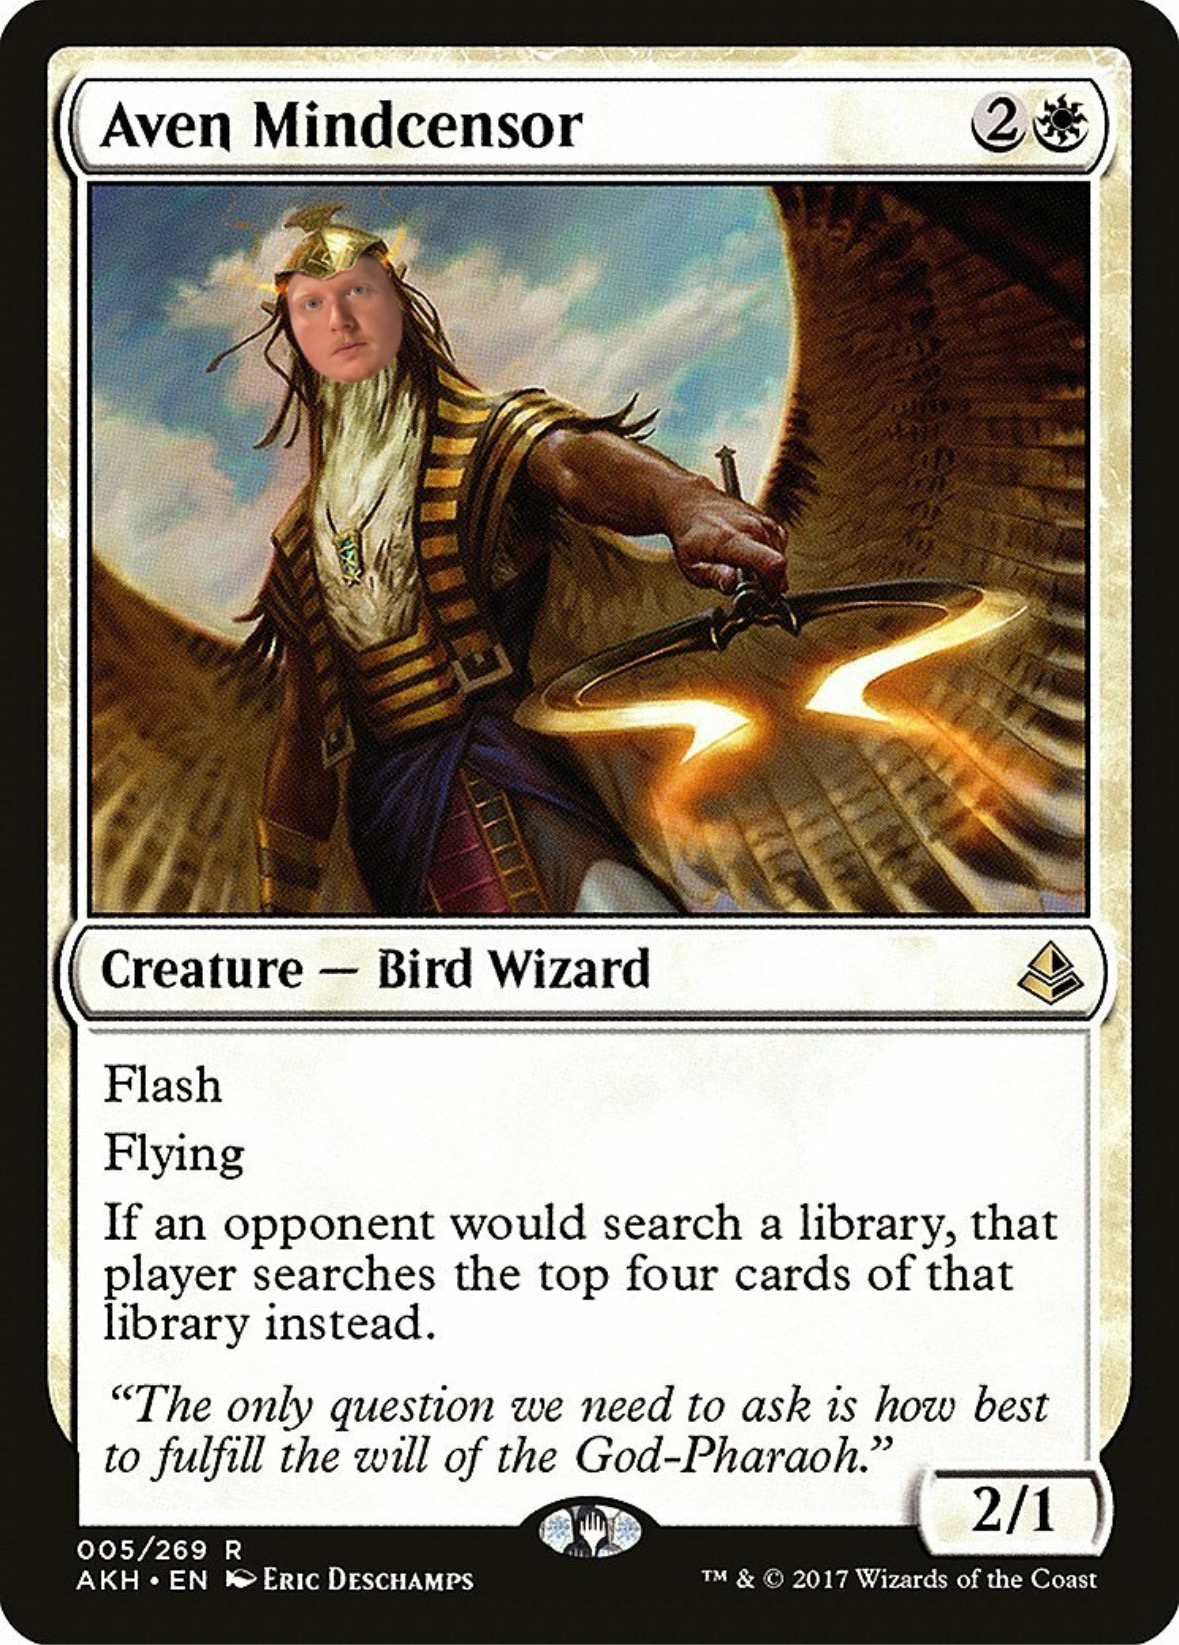 Aven Mindcensor 2
Creature — Bird Wizard
Flash
Flying
If an opponent would search a library, that
player searches the top four cards of that
library instead.
“The only question we need to ask is how best
to fulfill the will of the God-Pharaoh.”
2/1
005/269 R
AKH • EN Eric Deschamps
™ & © 2017 Wizards of the Coast